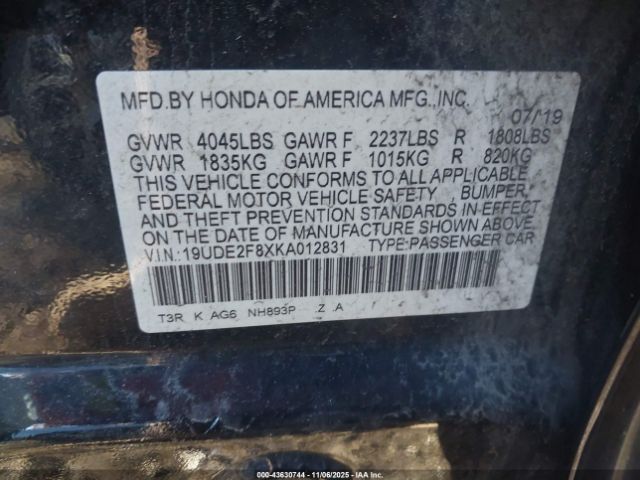 MFD.BY HONDA OF AMERICA MFG.,INC.
07/19
GVWR 4045LBS GAWR F 2237LBS R 1808LBS
GVWR 1835KG GAWR F 1015KG R 820KG
THIS VEHICLE CONFORMS TO ALL APPLICABLE
FEDERAL MOTOR VEHICLE SAFETY , BUMPER,
AND THEFT PREVENTION STANDARDS IN EFFECT
ON THE DATE OF MANUFACTURE SHOWN ABOVE.
V.I.N.:19UDE2F8XKA012831 TYPE:PASSENGER CAR
T3R K AG6 NH893P .Z .A
000-43630744 - 11/06/2025 - IAA Inc.